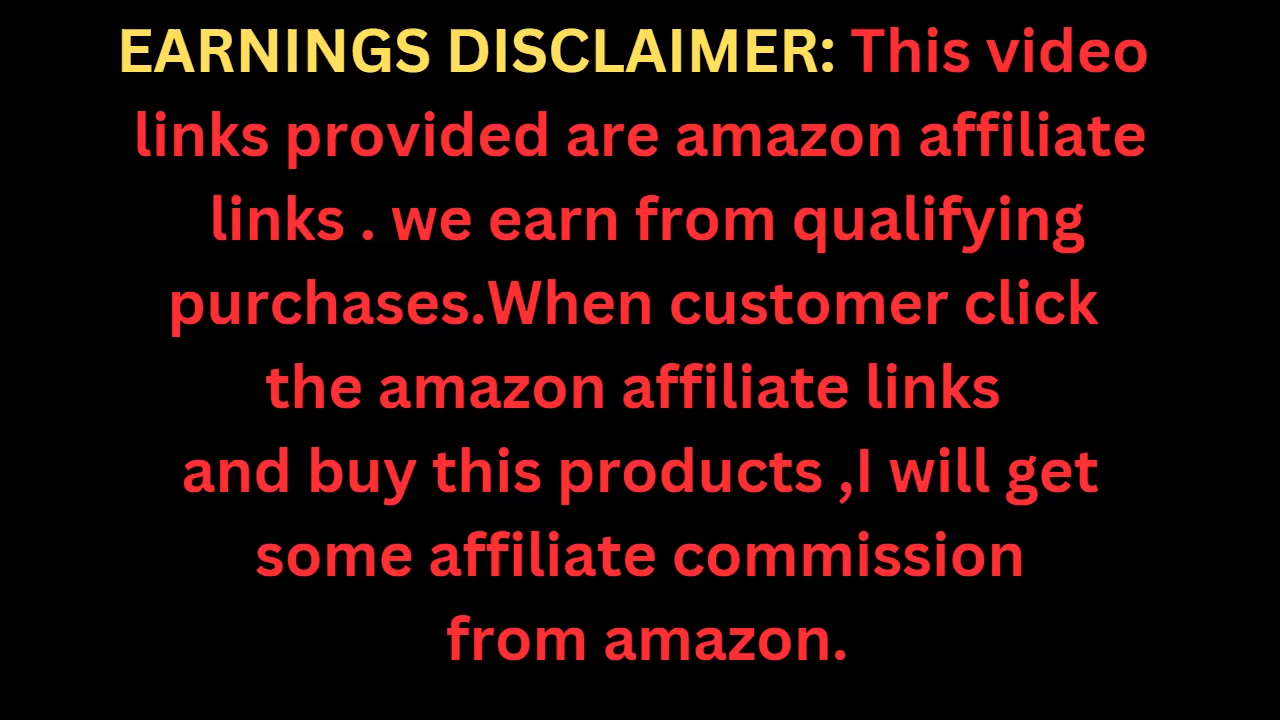 EARNINGS DISCLAIMER: This video
links provided are amazon affiliate
links . we earn from qualifying
purchases.When customer click
the amazon affiliate links
and buy this products ,I will get
some affiliate commission
from amazon.